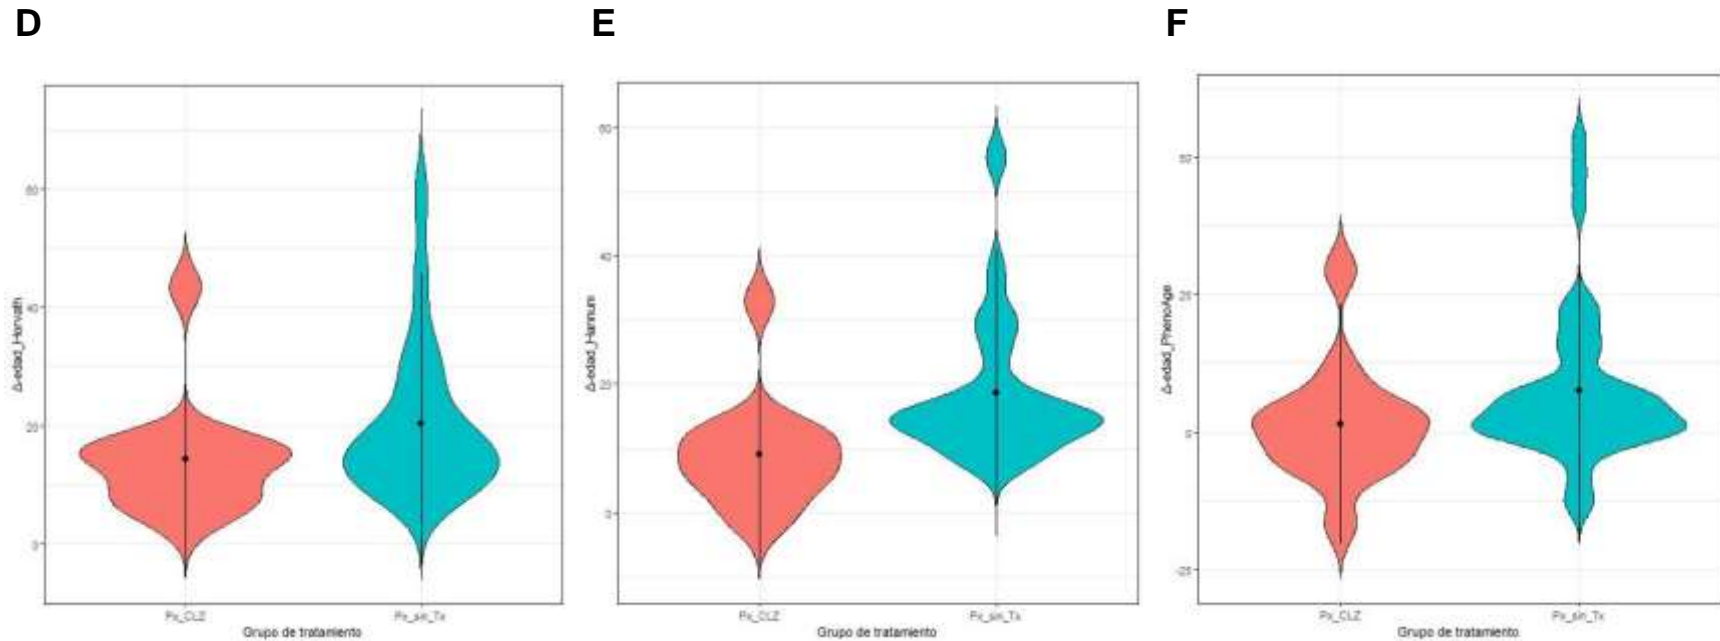 D
E
F
Δ-edad_Horvath
60
40
20
0
Px_CLZ
Px_sin_Tx
Grupo de tratamiento
Δ-edad_Hannum
60
40
20
0
Px_CLZ
Px_sin_Tx
Grupo de tratamiento
Δ-edad_PhenoAge
50
25
0
-25
Px_CLZ
Px_sin_Tx
Grupo de tratamiento